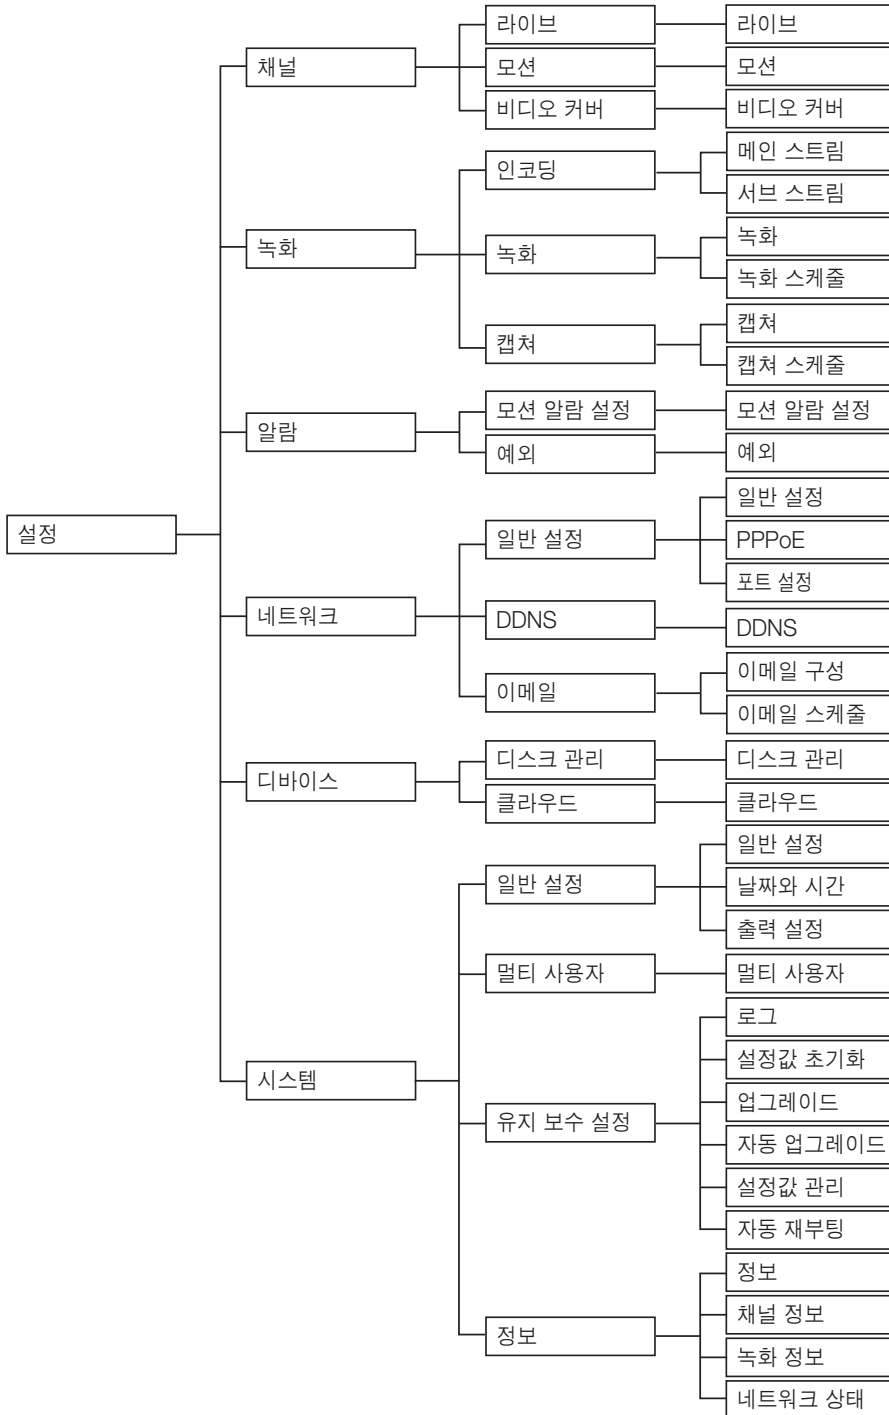 설정
채널
라이브
라이브
모션
모션
비디오 커버
비디오 커버
녹화
인코딩
메인 스트림
서브 스트림
녹화
녹화
녹화 스케줄
캡쳐
캡쳐
캡쳐 스케줄
알람
모션 알람 설정
모션 알람 설정
예외
예외
네트워크
일반 설정
일반 설정
PPPoE
포트 설정
DDNS
DDNS
이메일
이메일 구성
이메일 스케줄
디바이스
디스크 관리
디스크 관리
클라우드
클라우드
시스템
일반 설정
일반 설정
날짜와 시간
출력 설정
멀티 사용자
멀티 사용자
유지 보수 설정
로그
설정값 초기화
업그레이드
자동 업그레이드
설정값 관리
자동 재부팅
정보
정보
채널 정보
녹화 정보
네트워크 상태